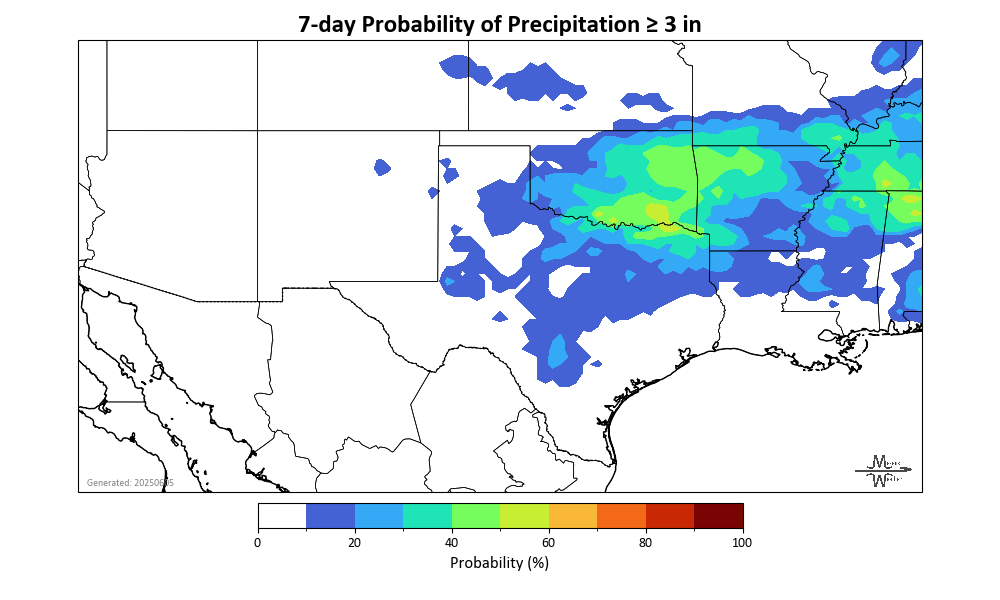 7-day Probability of Precipitation ≥ 3 in
Generated: 20250605
0 20 40 60 80 100
Probability (%)